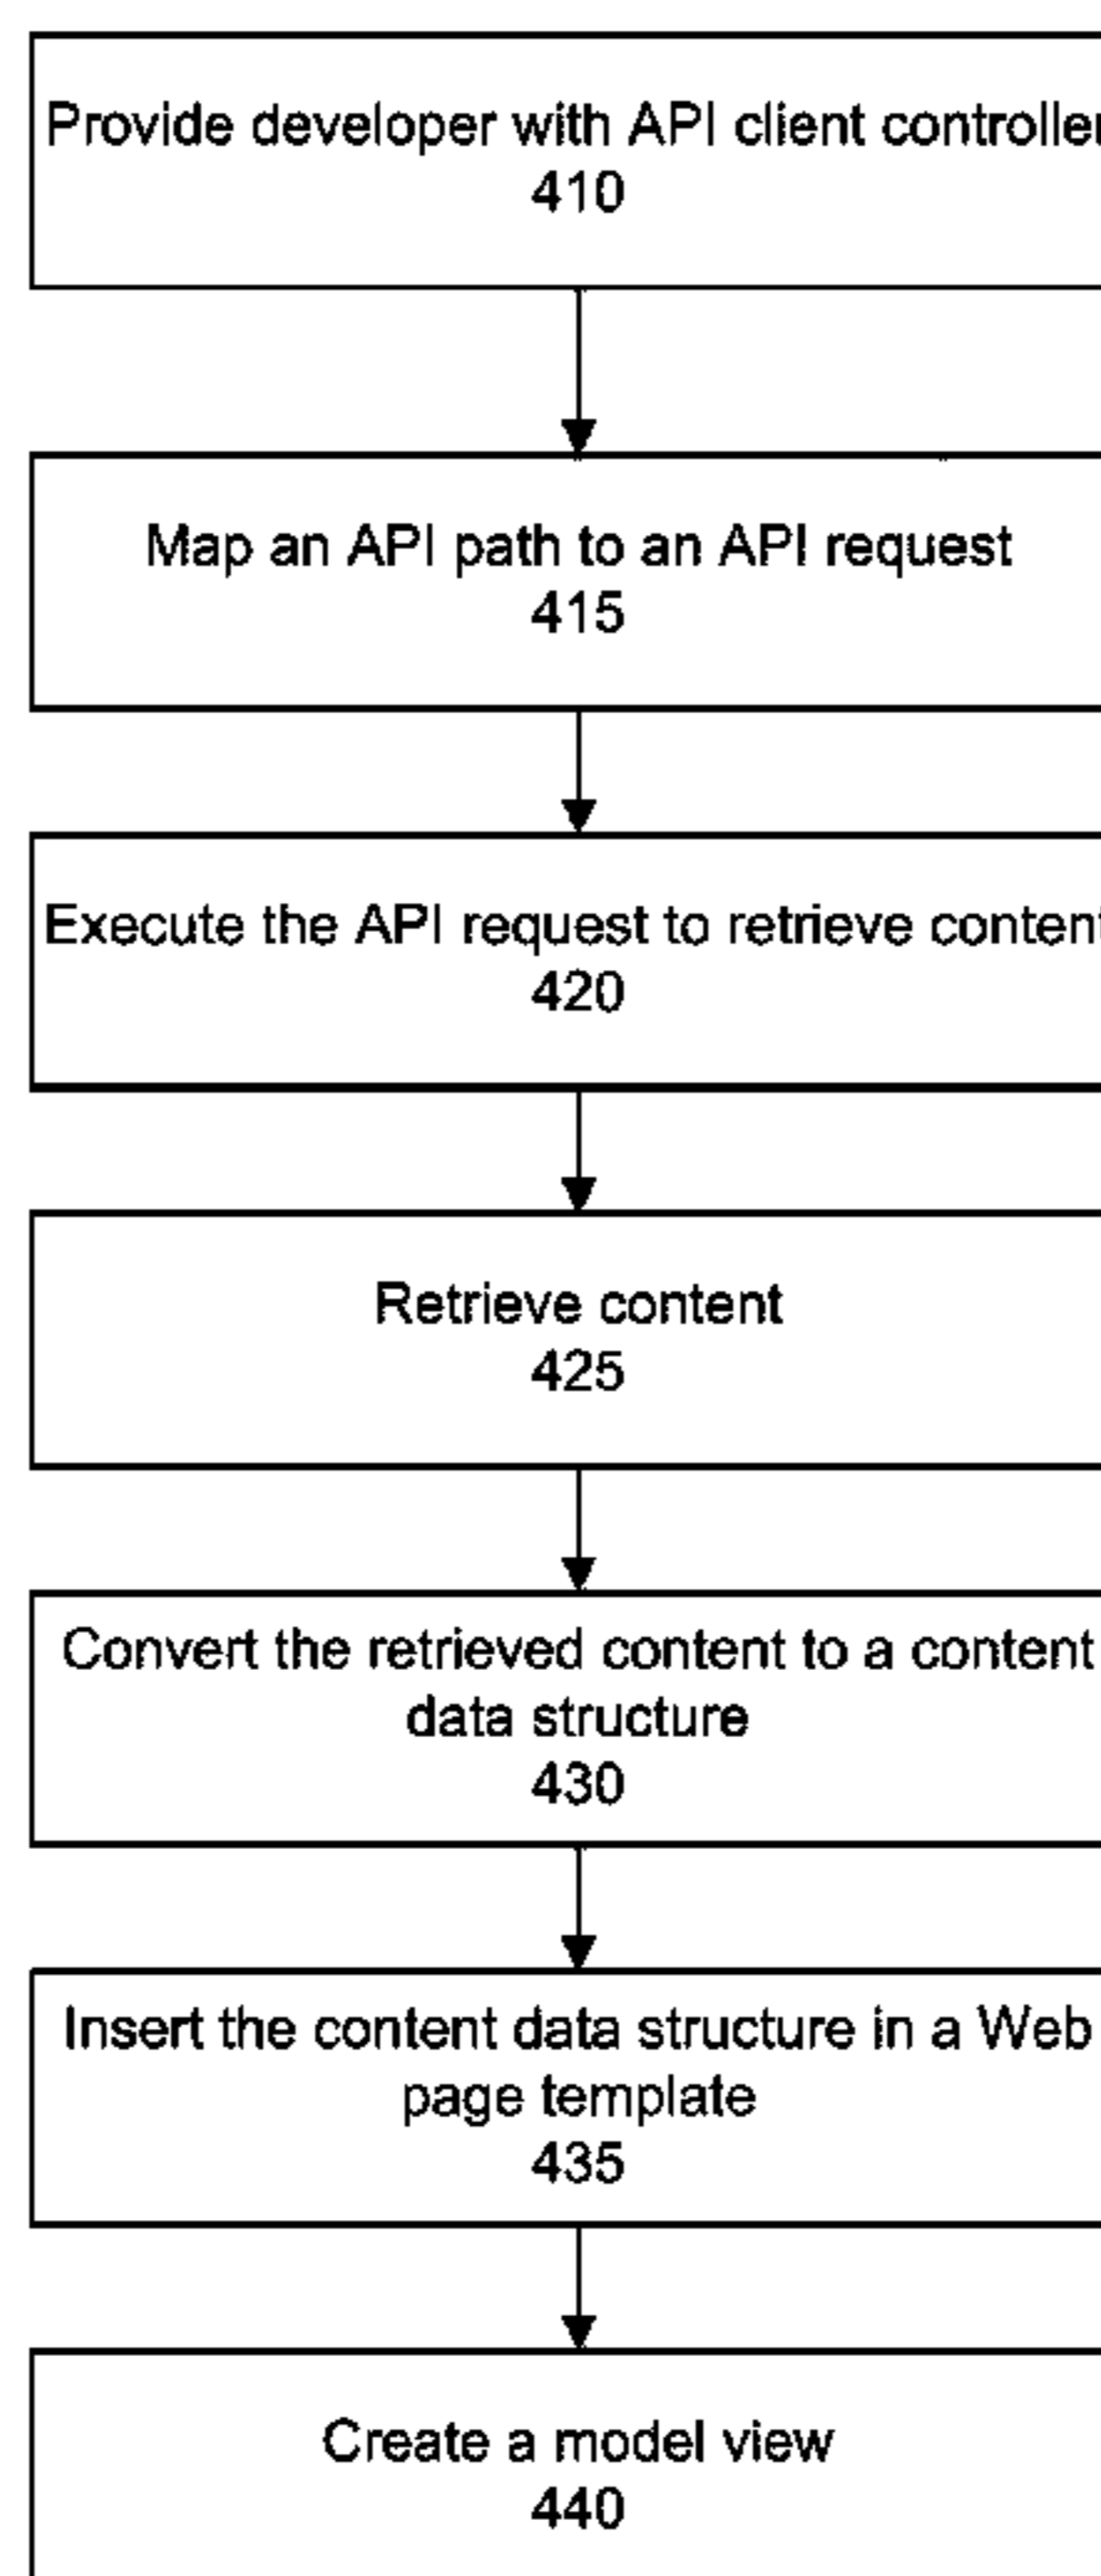 Provide developer with API client controller
410
Map an API path to an API request
415
Execute the API request to retrieve content
420
Retrieve content
425
Convert the retrieved content to a content
data structure
430
Insert the content data structure in a Web
page template
435
Create a model view
440